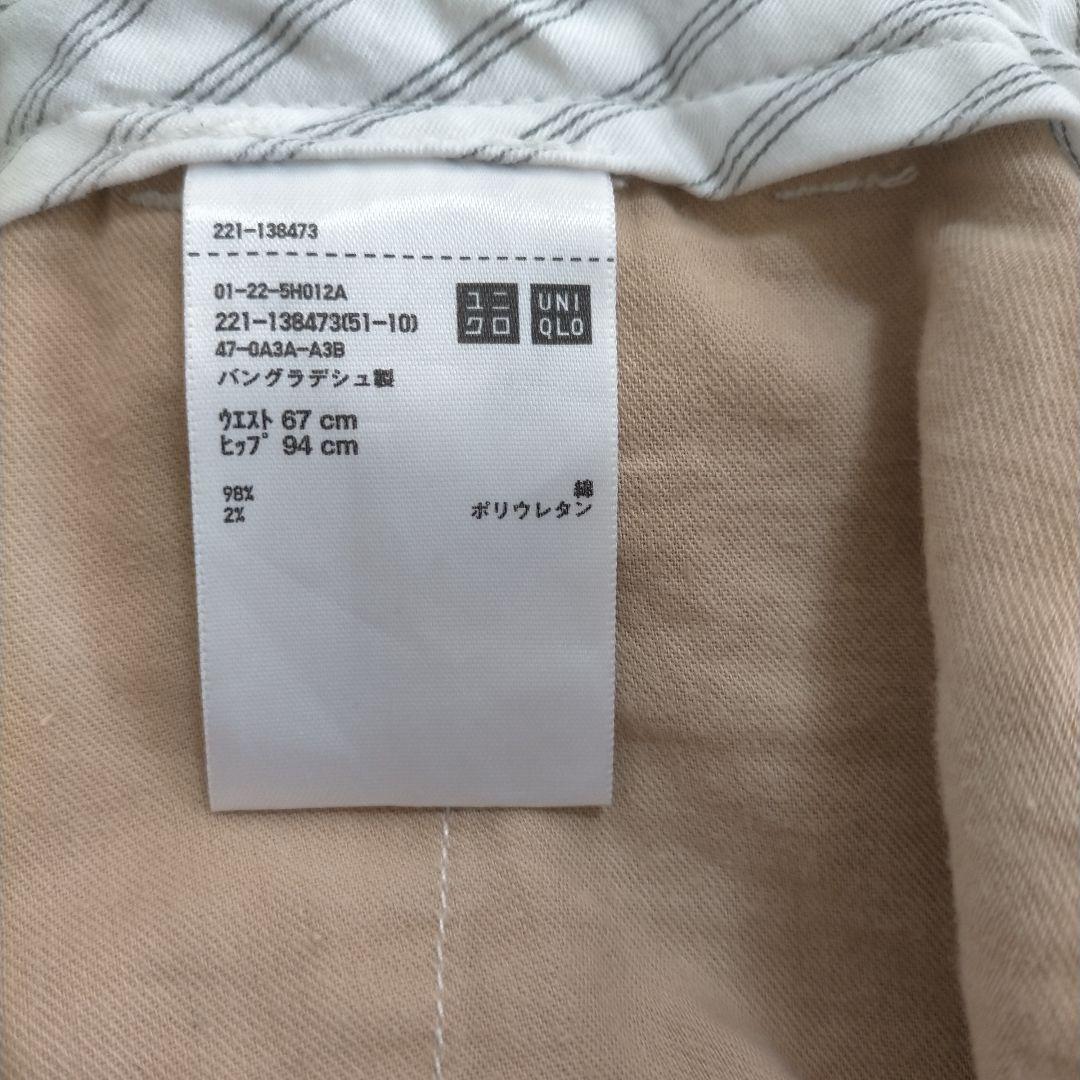 221-138473
01-22-5H012A
221-138473(51-10)
47-0A3A-A3B
バングラデシュ製
ユニクロ
UNIQLO
ウエスト 67 cm
ヒップ 94 cm
98% 綿
2% ポリウレタン